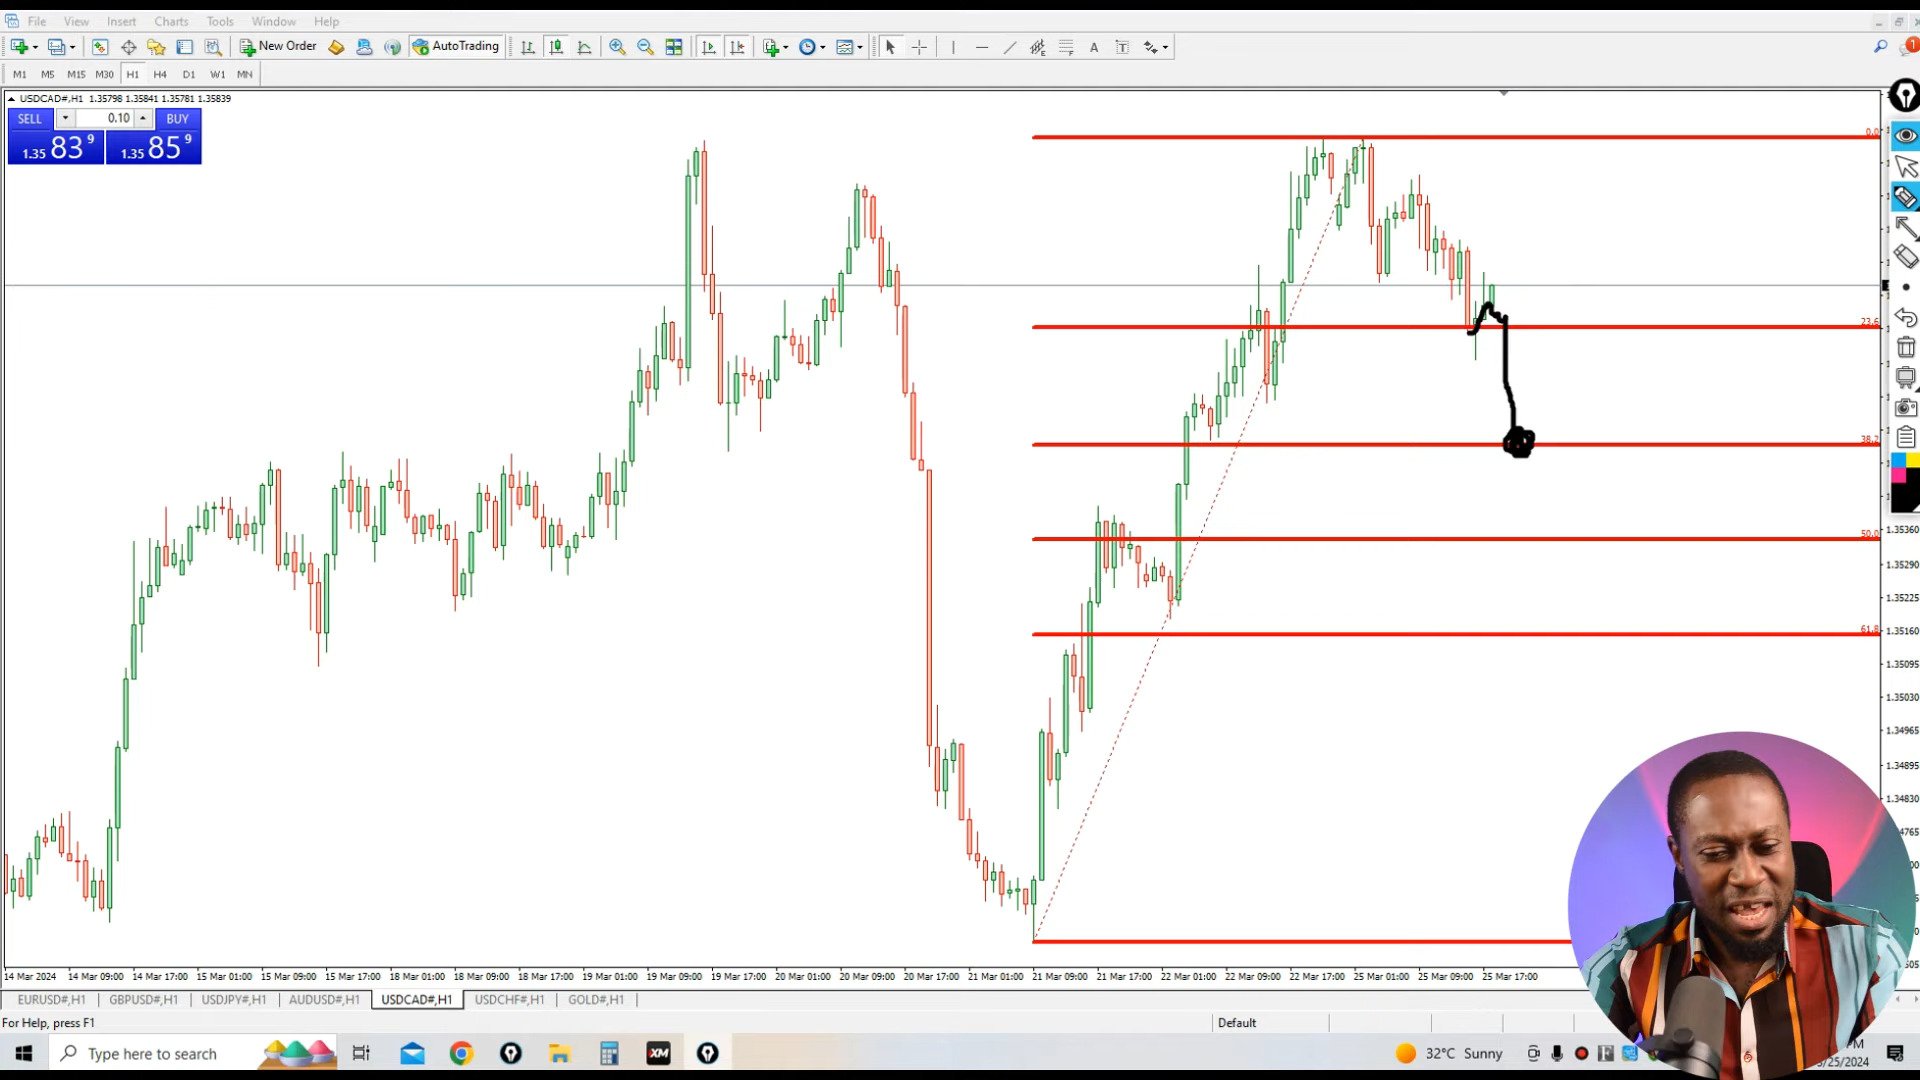 File View Insert Charts Tools Window Help
New Order AutoTrading
M1 M5 M15 M30 H1 H4 D1 W1 MN
USDCAD#,H1 1.35798 1.35841 1.35781 1.35839
SELL 0.10 BUY
1.35 83 9 1.35 85 9
0.0
23.6
38.2
50.0
61.8
1.35360
1.35290
1.35225
1.35160
1.35095
1.35030
1.34965
1.34895
1.34830
14 Mar 2024 14 Mar 09:00 14 Mar 17:00 15 Mar 01:00 15 Mar 09:00 15 Mar 17:00 18 Mar 01:00 18 Mar 09:00 18 Mar 17:00 19 Mar 01:00 19 Mar 09:00 19 Mar 17:00 20 Mar 01:00 20 Mar 09:00 20 Mar 17:00 21 Mar 01:00 21 Mar 09:00 21 Mar 17:00 22 Mar 01:00 22 Mar 09:00 22 Mar 17:00 25 Mar 01:00 25 Mar 09:00 25 Mar 17:00
EURUSD#,H1 GBPUSD#,H1 USDJPY#,H1 AUDUSD#,H1 USDCAD#,H1 USDCHF#,H1 GOLD#,H1
For Help, press F1 Default
Type here to search XM 32°C Sunny
/25/2024